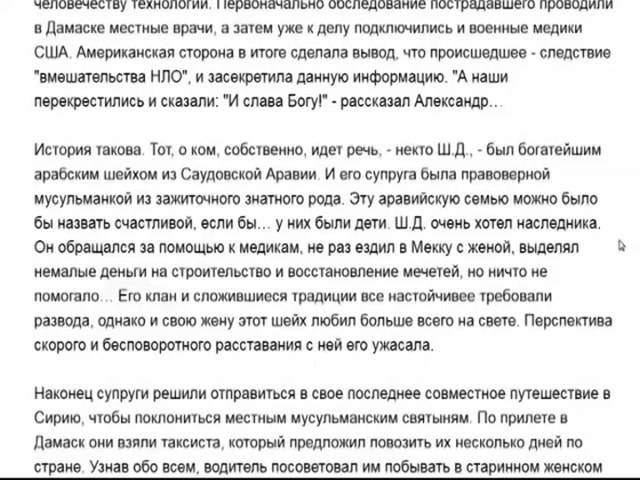 человечеству технологии. Первоначально обследование пострадавшего проводили
в Дамаске местные врачи, а затем уже к делу подключились и военные медики
США. Американская сторона в итоге сделала вывод, что происшедшее - следствие
"вмешательства НЛО", и засекретила данную информацию. "А наши
перекрестились и сказали: "И слава Богу!" - рассказал Александр…
История такова. Тот, о ком, собственно, идет речь, - некто Ш.Д., - был богатейшим
арабским шейхом из Саудовской Аравии. И его супруга была правоверной
мусульманкой из зажиточного знатного рода. Эту аравийскую семью можно было
бы назвать счастливой, если бы… у них были дети. Ш.Д. очень хотел наследника.
Он обращался за помощью к медикам, не раз ездил в Мекку с женой, выделял
немалые деньги на строительство и восстановление мечетей, но ничто не
помогало… Его клан и сложившиеся традиции все настойчивее требовали
развода, однако и свою жену этот шейх любил больше всего на свете. Перспектива
скорого и бесповоротного расставания с ней его ужасала.
Наконец супруги решили отправиться в свое последнее совместное путешествие в
Сирию, чтобы поклониться местным мусульманским святыням. По прилете в
Дамаск они взяли таксиста, который предложил повозить их несколько дней по
стране. Узнав обо всем, водитель посоветовал им побывать в старинном женском